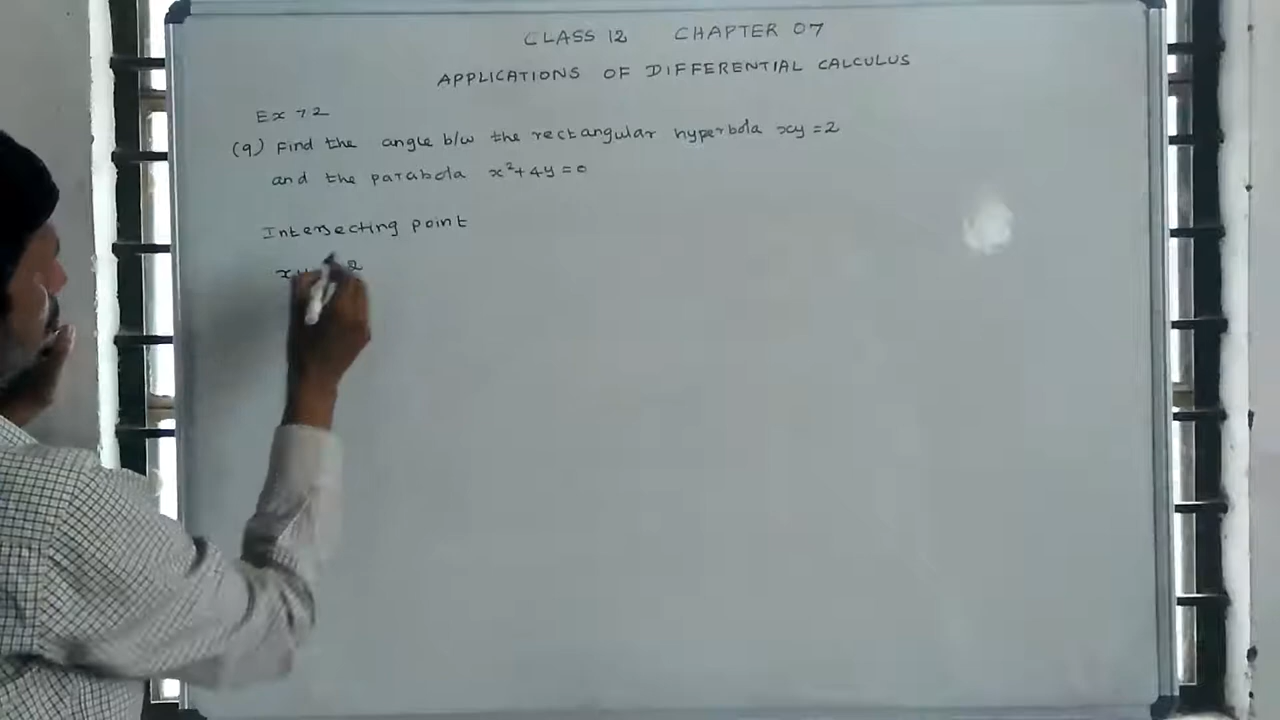 CLASS 12 CHAPTER 07
APPLICATIONS OF DIFFERENTIAL CALCULUS
Ex 7 2
(9) Find the angle b/w the rectangular hyperbola xy = 2
and the parabola x² + 4y = 0
Intersecting point
xy 2